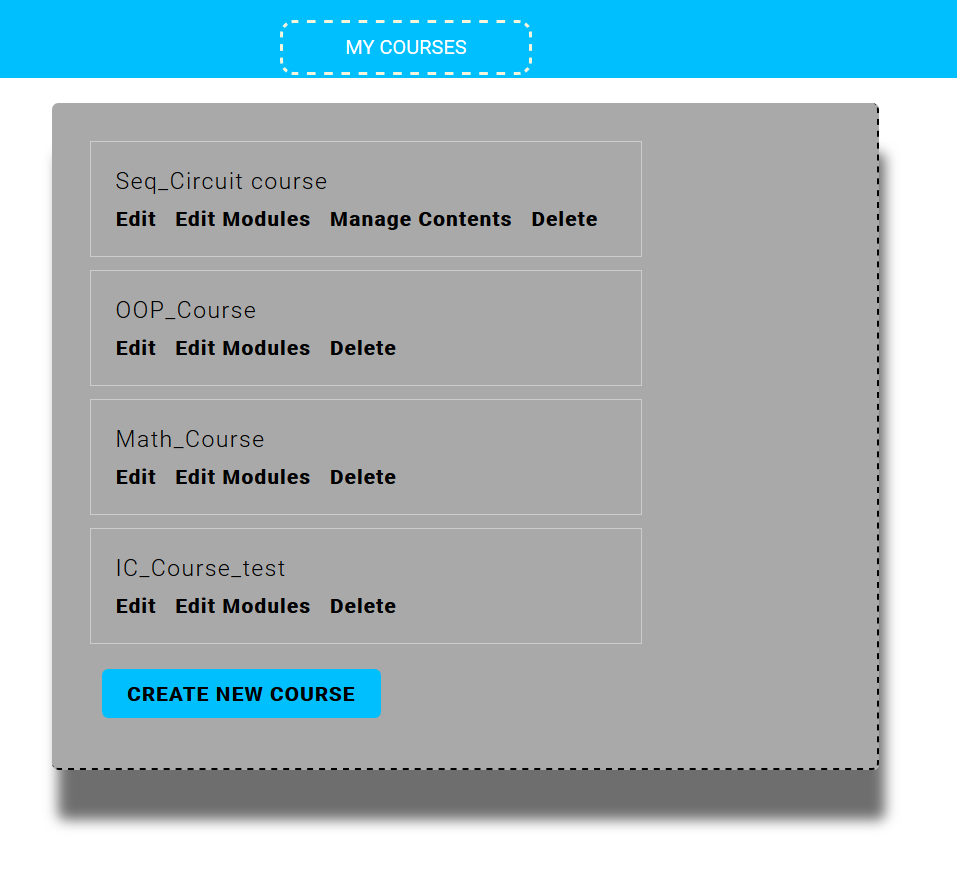 MY COURSES
Seq_Circuit course
Edit Edit Modules Manage Contents Delete
OOP_Course
Edit Edit Modules Delete
Math_Course
Edit Edit Modules Delete
IC_Course_test
Edit Edit Modules Delete
CREATE NEW COURSE